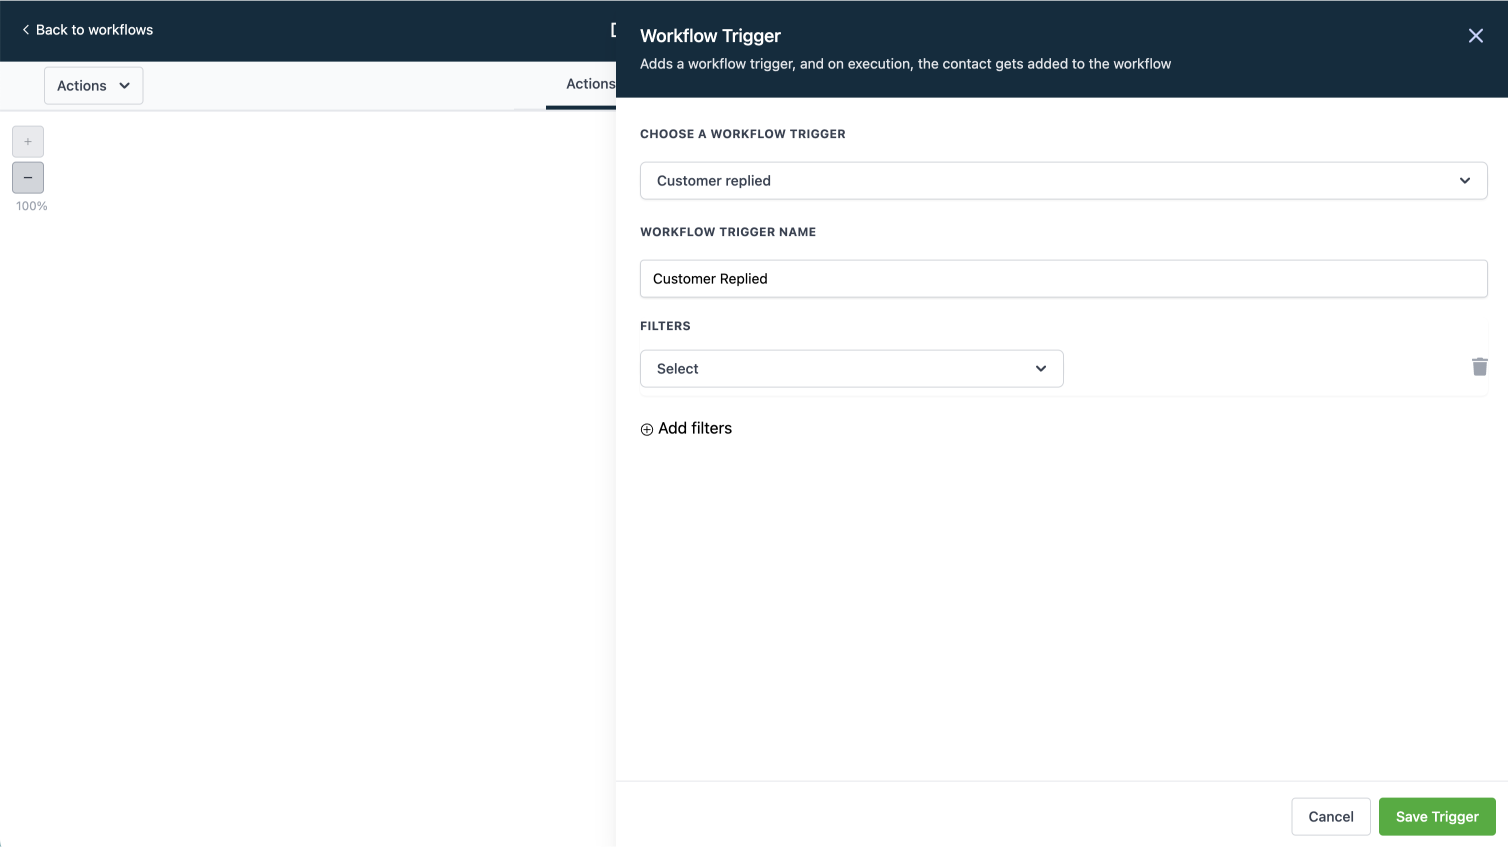 Back to workflows
Workflow Trigger
Adds a workflow trigger, and on execution, the contact gets added to the workflow
Actions
Actions
+
−
100%
CHOOSE A WORKFLOW TRIGGER
Customer replied
WORKFLOW TRIGGER NAME
Customer Replied
FILTERS
Select
Add filters
Cancel
Save Trigger